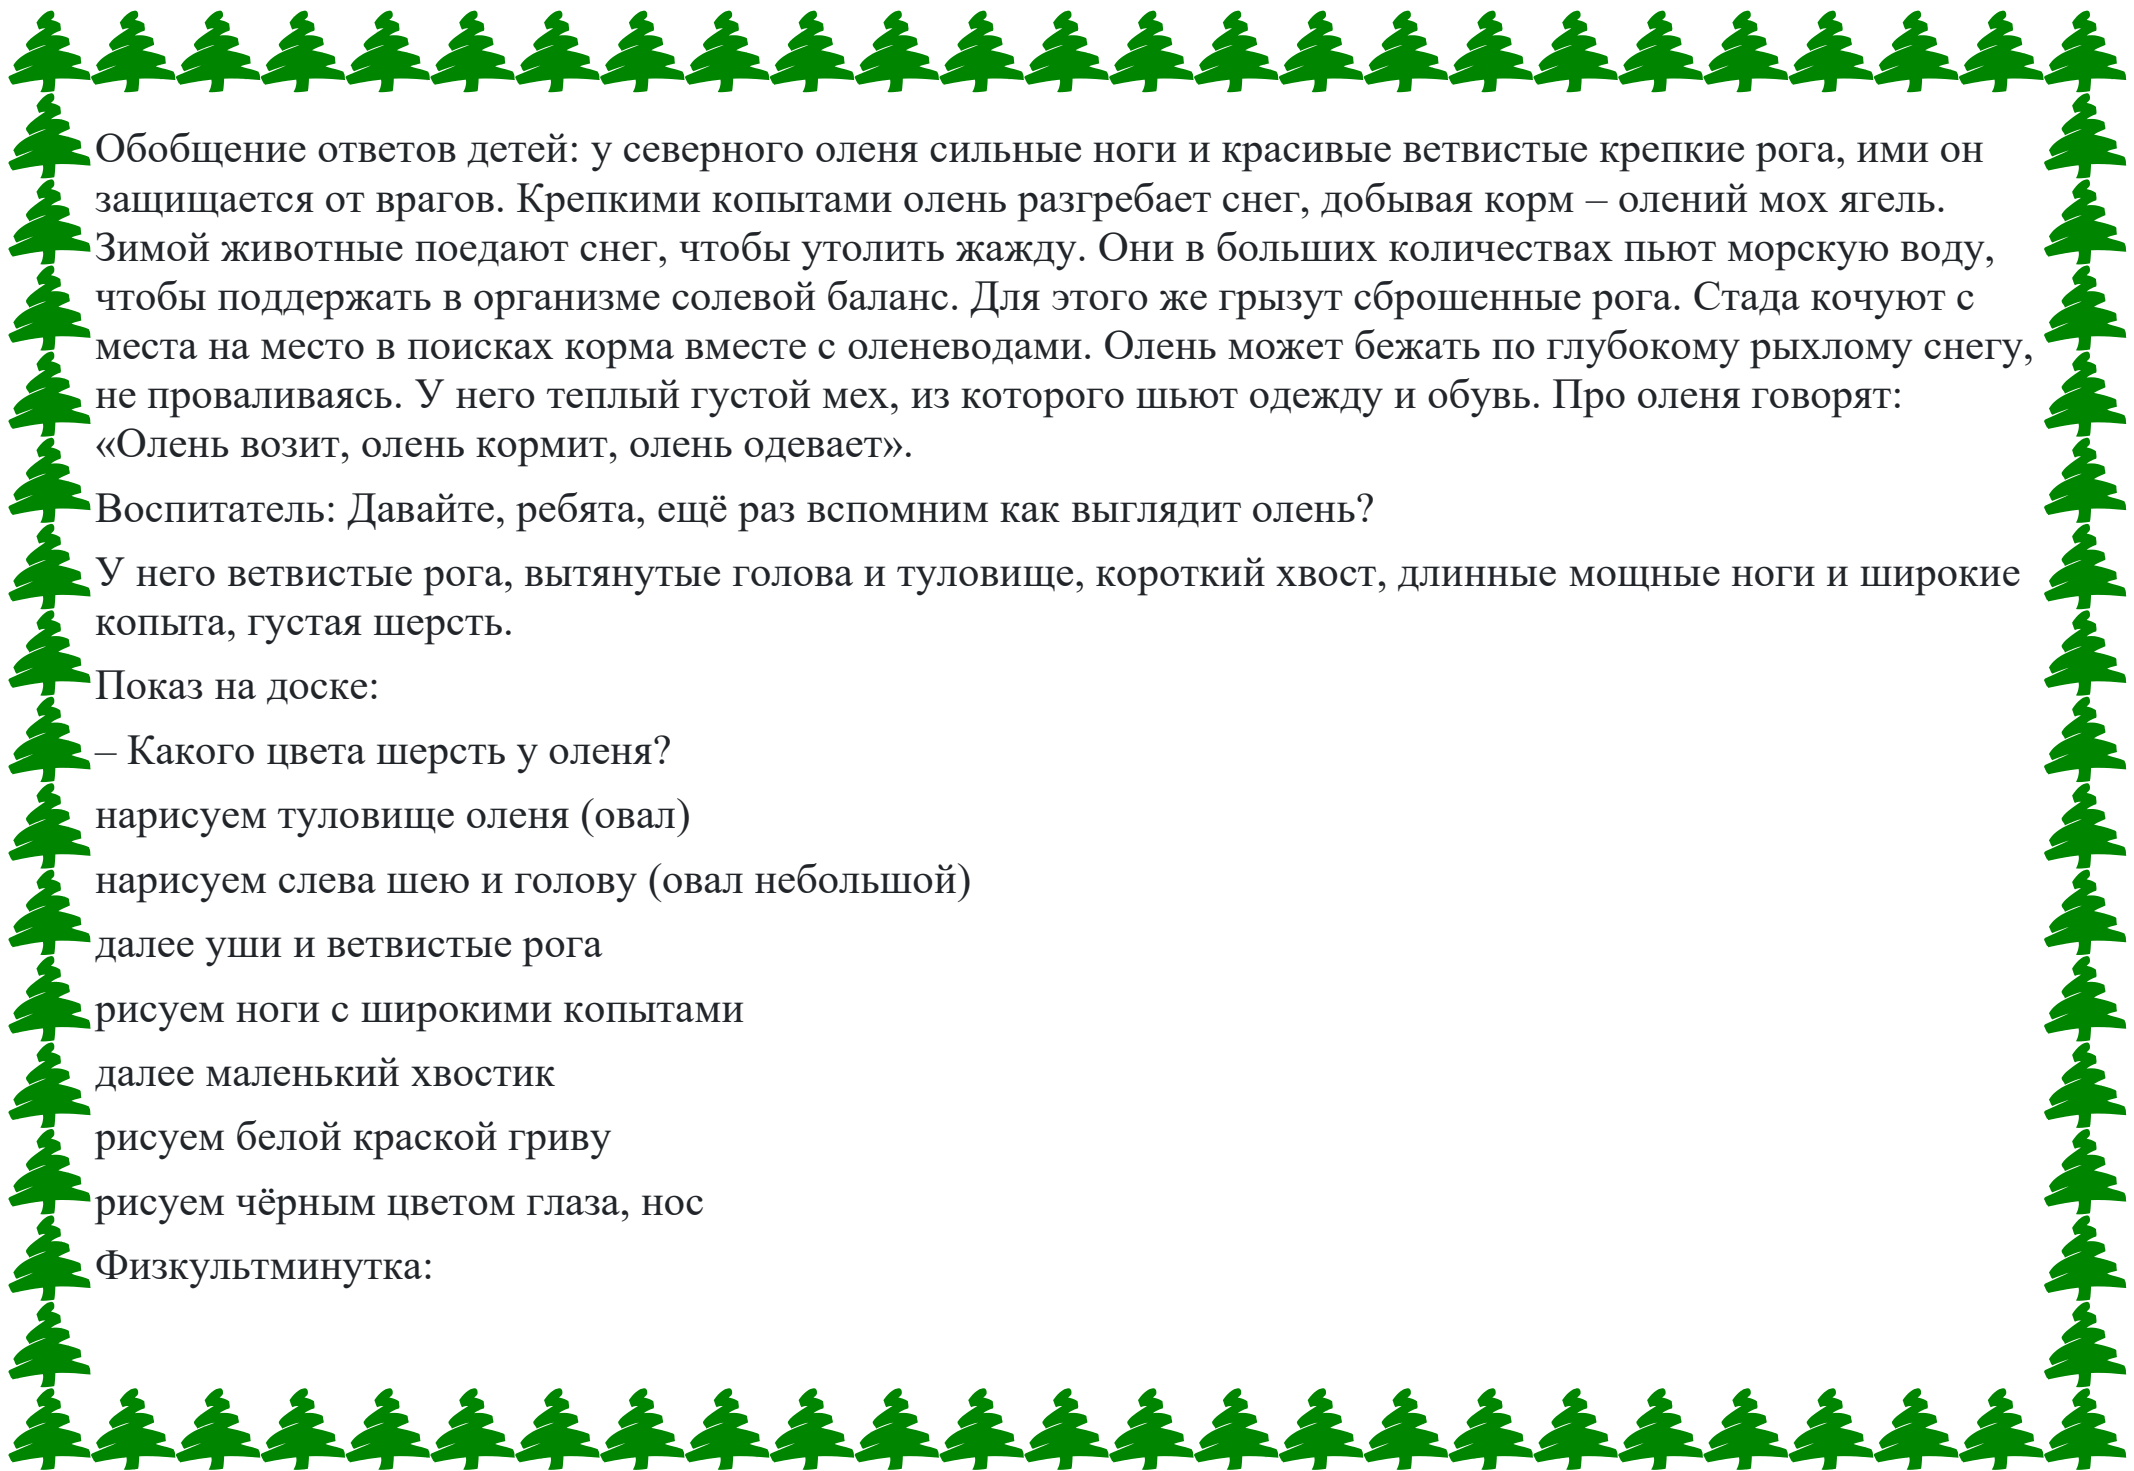 Обобщение ответов детей: у северного оленя сильные ноги и красивые ветвистые крепкие рога, ими он
защищается от врагов. Крепкими копытами олень разгребает снег, добывая корм – олений мох ягель.
Зимой животные поедают снег, чтобы утолить жажду. Они в больших количествах пьют морскую воду,
чтобы поддержать в организме солевой баланс. Для этого же грызут сброшенные рога. Стада кочуют с
места на место в поисках корма вместе с оленеводами. Олень может бежать по глубокому рыхлому снегу,
не проваливаясь. У него теплый густой мех, из которого шьют одежду и обувь. Про оленя говорят:
«Олень возит, олень кормит, олень одевает».
Воспитатель: Давайте, ребята, ещё раз вспомним как выглядит олень?
У него ветвистые рога, вытянутые голова и туловище, короткий хвост, длинные мощные ноги и широкие
копыта, густая шерсть.
Показ на доске:
– Какого цвета шерсть у оленя?
нарисуем туловище оленя (овал)
нарисуем слева шею и голову (овал небольшой)
далее уши и ветвистые рога
рисуем ноги с широкими копытами
далее маленький хвостик
рисуем белой краской гриву
рисуем чёрным цветом глаза, нос
Физкультминутка: